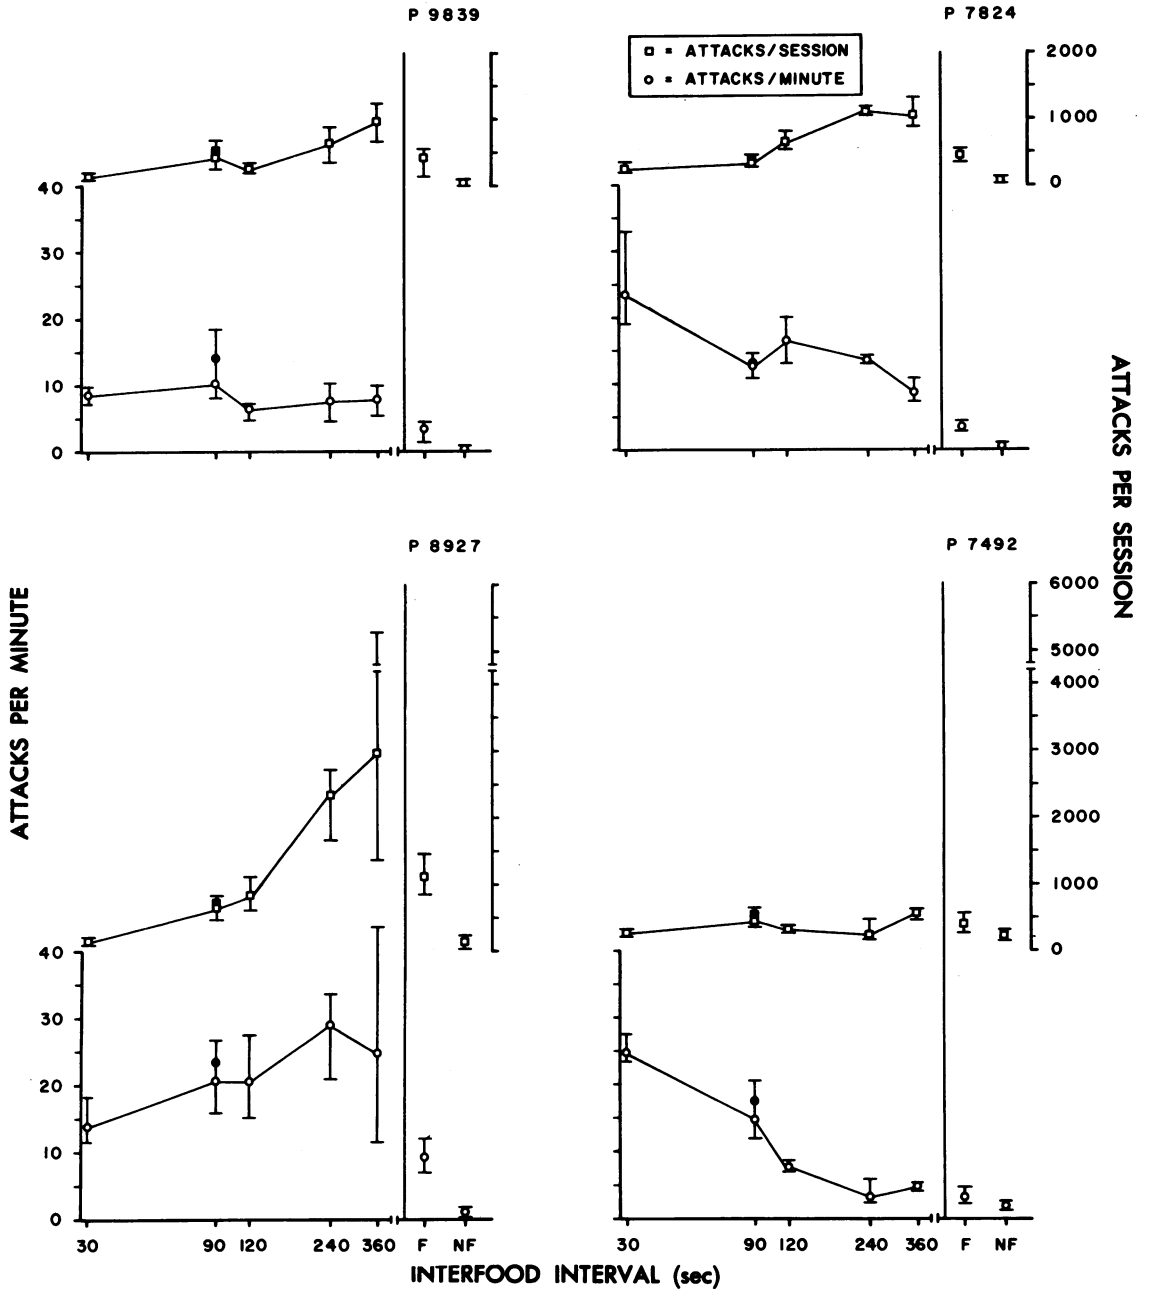 P 9839
P 7824
□ = ATTACKS/SESSION
○ = ATTACKS/MINUTE
2000
1000
0
40
30
20
10
0
ATTACKS PER SESSION
P 8927
P 7492
ATTACKS PER MINUTE
6000
5000
4000
3000
2000
1000
0
40
30
20
10
0
30 90 120 240 360 F NF
30 90 120 240 360 F NF
INTERFOOD INTERVAL (sec)